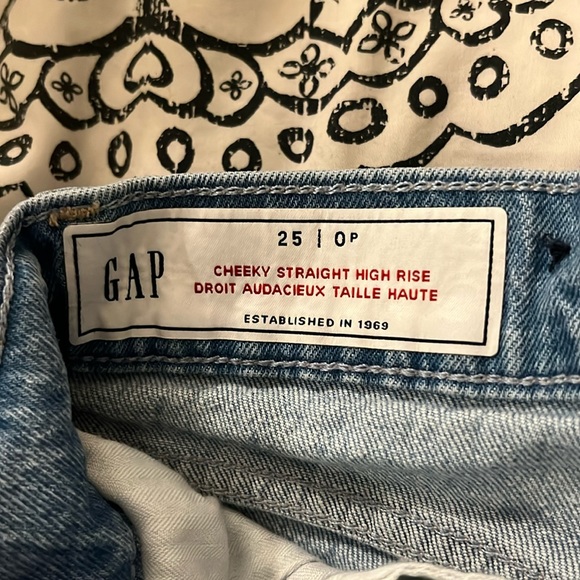 25 | 0P
GAP
CHEEKY STRAIGHT HIGH RISE
DROIT AUDACIEUX TAILLE HAUTE
ESTABLISHED IN 1969